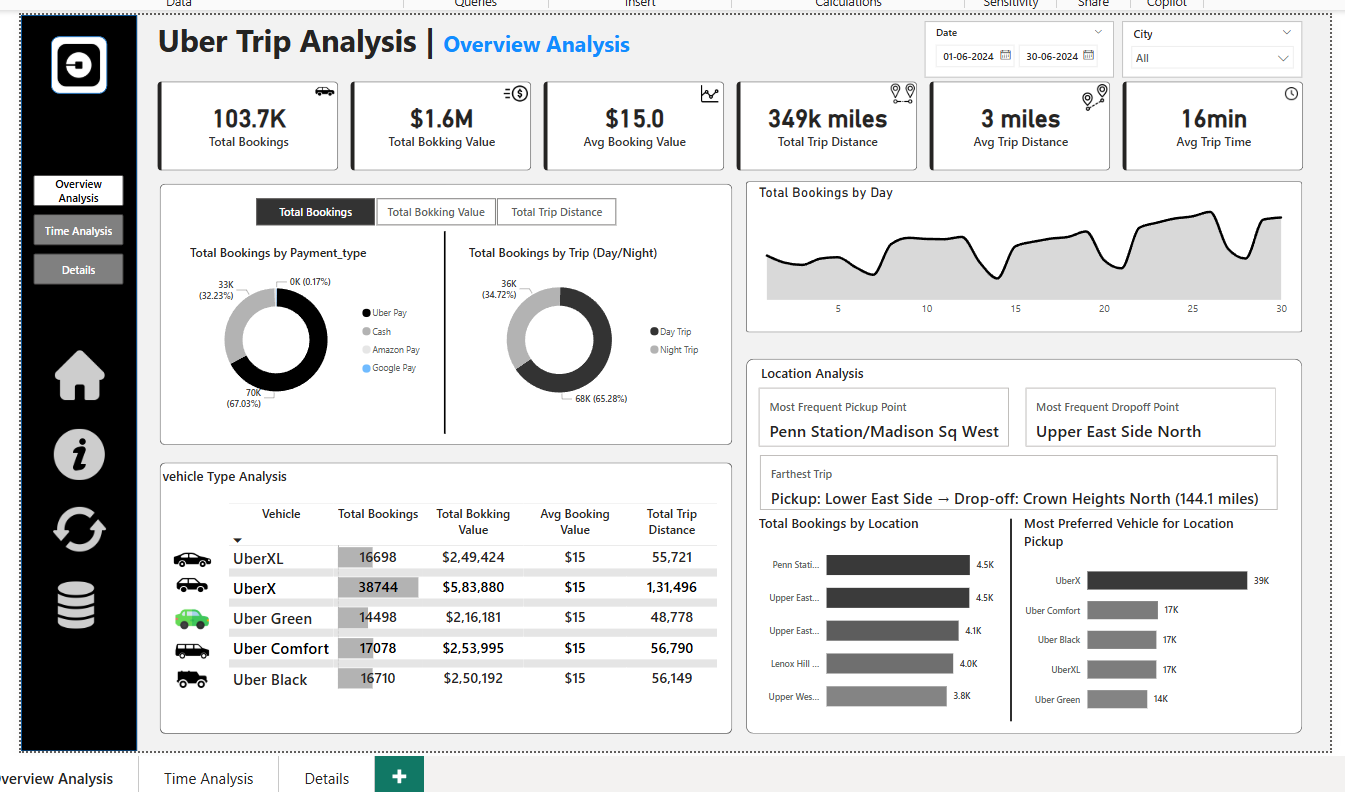 Data Queries Insert Calculations Sensitivity Share Copilot
Uber Trip Analysis | Overview Analysis
Date
01-06-2024 30-06-2024
City
All
103.7K
Total Bookings
$1.6M
Total Bokking Value
$15.0
Avg Booking Value
349k miles
Total Trip Distance
3 miles
Avg Trip Distance
16min
Avg Trip Time
Overview
Analysis
Time Analysis
Details
Total Bookings Total Bokking Value Total Trip Distance
Total Bookings by Payment_type
33K
(32.23%)
0K (0.17%)
70K
(67.03%)
Uber Pay
Cash
Amazon Pay
Google Pay
Total Bookings by Trip (Day/Night)
36K
(34.72%)
68K (65.28%)
Day Trip
Night Trip
Total Bookings by Day
5 10 15 20 25 30
vehicle Type Analysis
Vehicle Total Bookings Total Bokking Value Avg Booking Value Total Trip Distance
UberXL 16698 $2,49,424 $15 55,721
UberX 38744 $5,83,880 $15 1,31,496
Uber Green 14498 $2,16,181 $15 48,778
Uber Comfort 17078 $2,53,995 $15 56,790
Uber Black 16710 $2,50,192 $15 56,149
Location Analysis
Most Frequent Pickup Point
Penn Station/Madison Sq West
Most Frequent Dropoff Point
Upper East Side North
Farthest Trip
Pickup: Lower East Side → Drop-off: Crown Heights North (144.1 miles)
Total Bookings by Location
Penn Stati... 4.5K
Upper East... 4.5K
Upper East... 4.1K
Lenox Hill ... 4.0K
Upper Wes... 3.8K
Most Preferred Vehicle for Location
Pickup
UberX 39K
Uber Comfort 17K
Uber Black 17K
UberXL 17K
Uber Green 14K
verview Analysis Time Analysis Details +